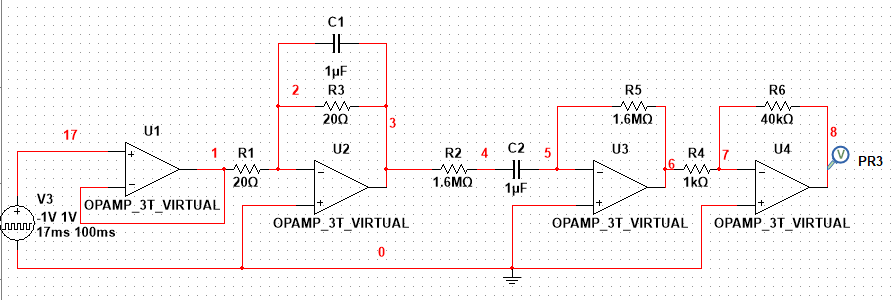 C1
1µF
2
R3
20Ω
3
17
U1
1
R1
20Ω
U2
R2
1.6MΩ
4
C2
1µF
5
R5
1.6MΩ
U3
6
R4
1kΩ
7
R6
40kΩ
8
U4
V
PR3
V3
-1V 1V
17ms 100ms
OPAMP_3T_VIRTUAL
OPAMP_3T_VIRTUAL
OPAMP_3T_VIRTUAL
OPAMP_3T_VIRTUAL
0